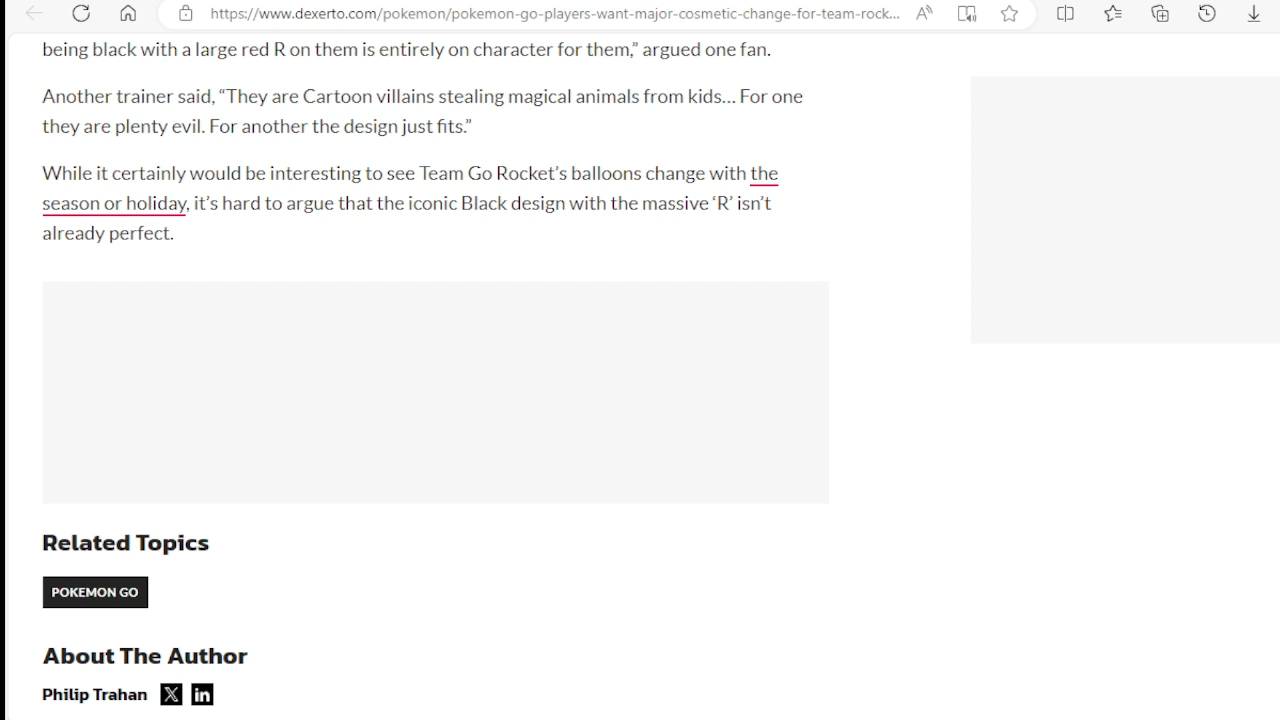 https://www.dexerto.com/pokemon/pokemon-go-players-want-major-cosmetic-change-for-team-rock...
being black with a large red R on them is entirely on character for them,” argued one fan.
Another trainer said, “They are Cartoon villains stealing magical animals from kids… For one
they are plenty evil. For another the design just fits.”
While it certainly would be interesting to see Team Go Rocket’s balloons change with the
season or holiday, it’s hard to argue that the iconic Black design with the massive ‘R’ isn’t
already perfect.
Related Topics
POKEMON GO
About The Author
Philip Trahan